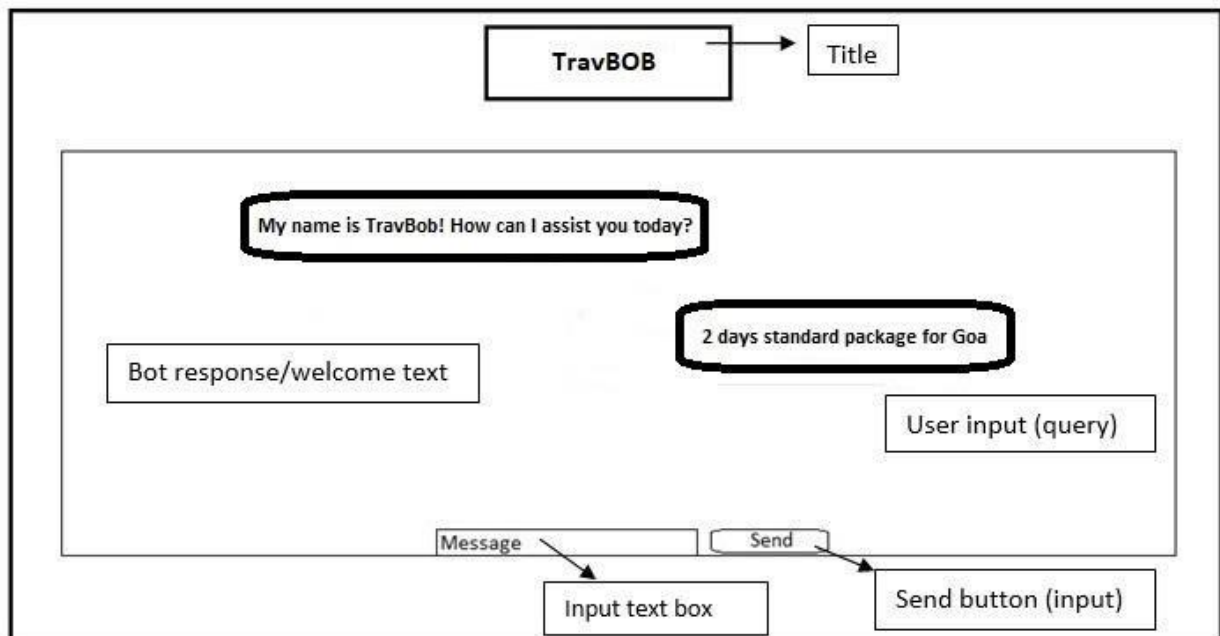 TravBOB
Title
My name is TravBob! How can I assist you today?
2 days standard package for Goa
Bot response/welcome text
User input (query)
Message
Send
Input text box
Send button (input)